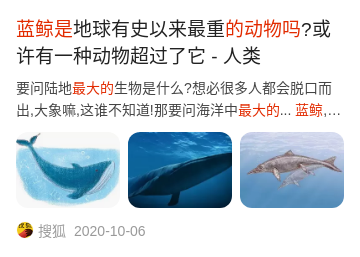 蓝鲸是地球有史以来最重的动物吗?或
许有一种动物超过了它 - 人类
要问陆地最大的生物是什么?想必很多人都会脱口而
出,大象嘛,这谁不知道!那要问海洋中最大的... 蓝鲸,...
搜狐 2020-10-06